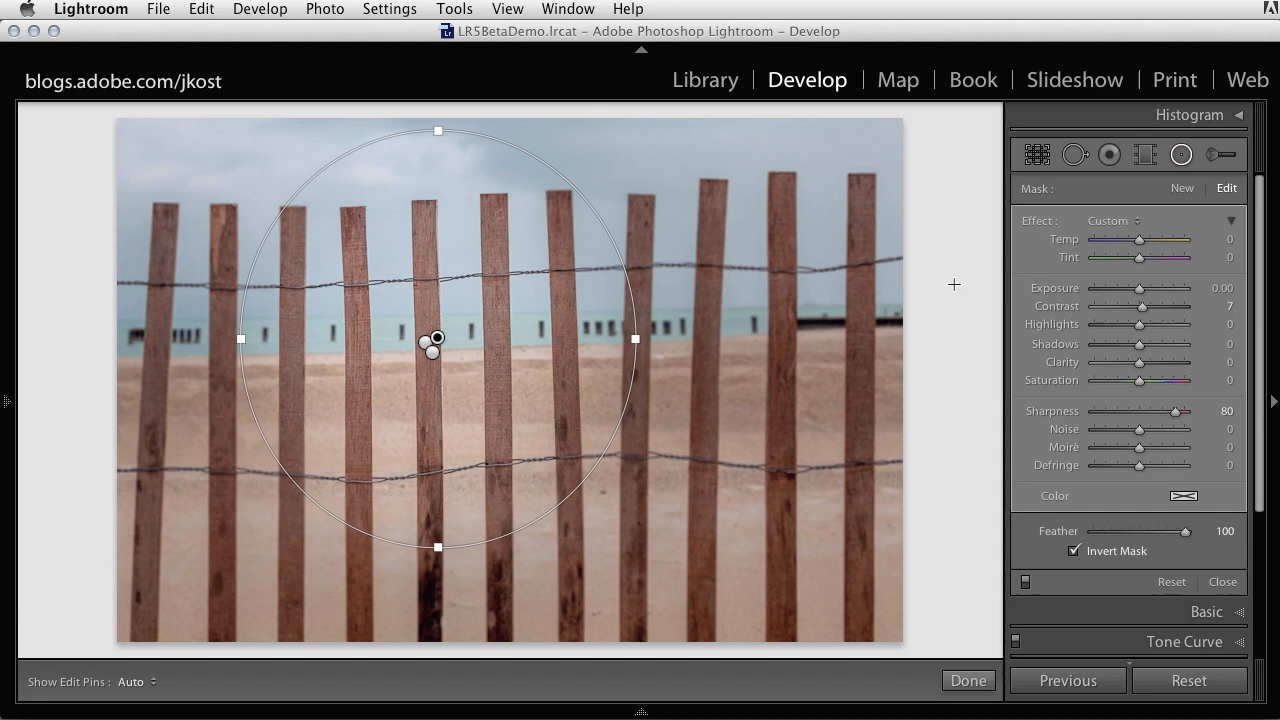 Lightroom File Edit Develop Photo Settings Tools View Window Help
Lr LR5BetaDemo.lrcat – Adobe Photoshop Lightroom – Develop
blogs.adobe.com/jkost
Library | Develop | Map | Book | Slideshow | Print | Web
Histogram
Mask : New Edit
Effect : Custom
Temp 0
Tint 0
Exposure 0.00
Contrast 7
Highlights 0
Shadows 0
Clarity 0
Saturation 0
Sharpness 80
Noise 0
Moiré 0
Defringe 0
Color
Feather 100
Invert Mask
Reset Close
Basic
Tone Curve
Show Edit Pins : Auto
Done
Previous Reset